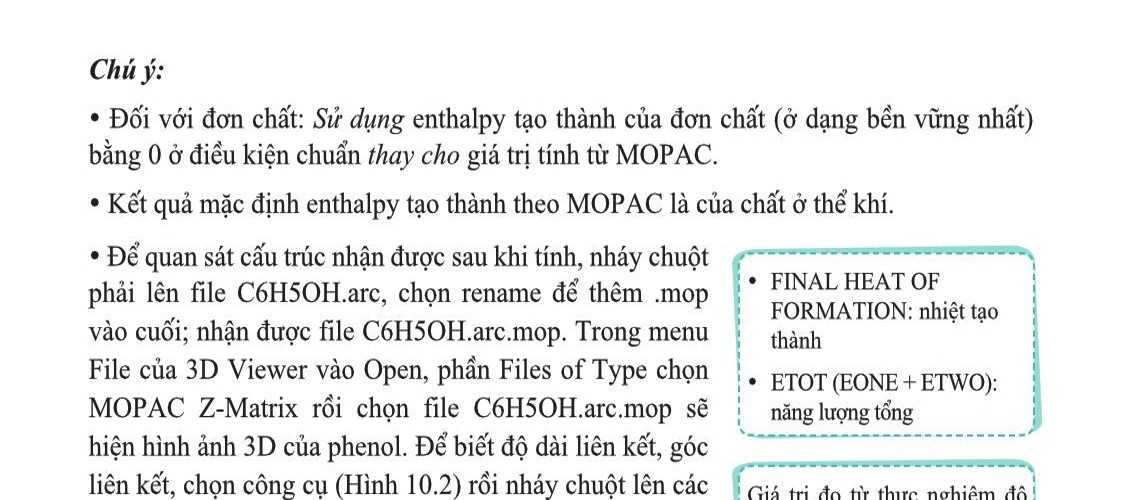 Chú ý:
• Đối với đơn chất: Sử dụng enthalpy tạo thành của đơn chất (ở dạng bền vững nhất)
bằng 0 ở điều kiện chuẩn thay cho giá trị tính từ MOPAC.
• Kết quả mặc định enthalpy tạo thành theo MOPAC là của chất ở thể khí.
• Để quan sát cấu trúc nhận được sau khi tính, nháy chuột
phải lên file C6H5OH.arc, chọn rename để thêm .mop
vào cuối; nhận được file C6H5OH.arc.mop. Trong menu
File của 3D Viewer vào Open, phần Files of Type chọn
MOPAC Z-Matrix rồi chọn file C6H5OH.arc.mop sẽ
hiện hình ảnh 3D của phenol. Để biết độ dài liên kết, góc
liên kết, chọn công cụ (Hình 10.2) rồi nháy chuột lên các
• FINAL HEAT OF
FORMATION: nhiệt tạo
thành
• ETOT (EONE + ETWO):
năng lượng tổng
Giá trị đo từ thực nghiệm độ